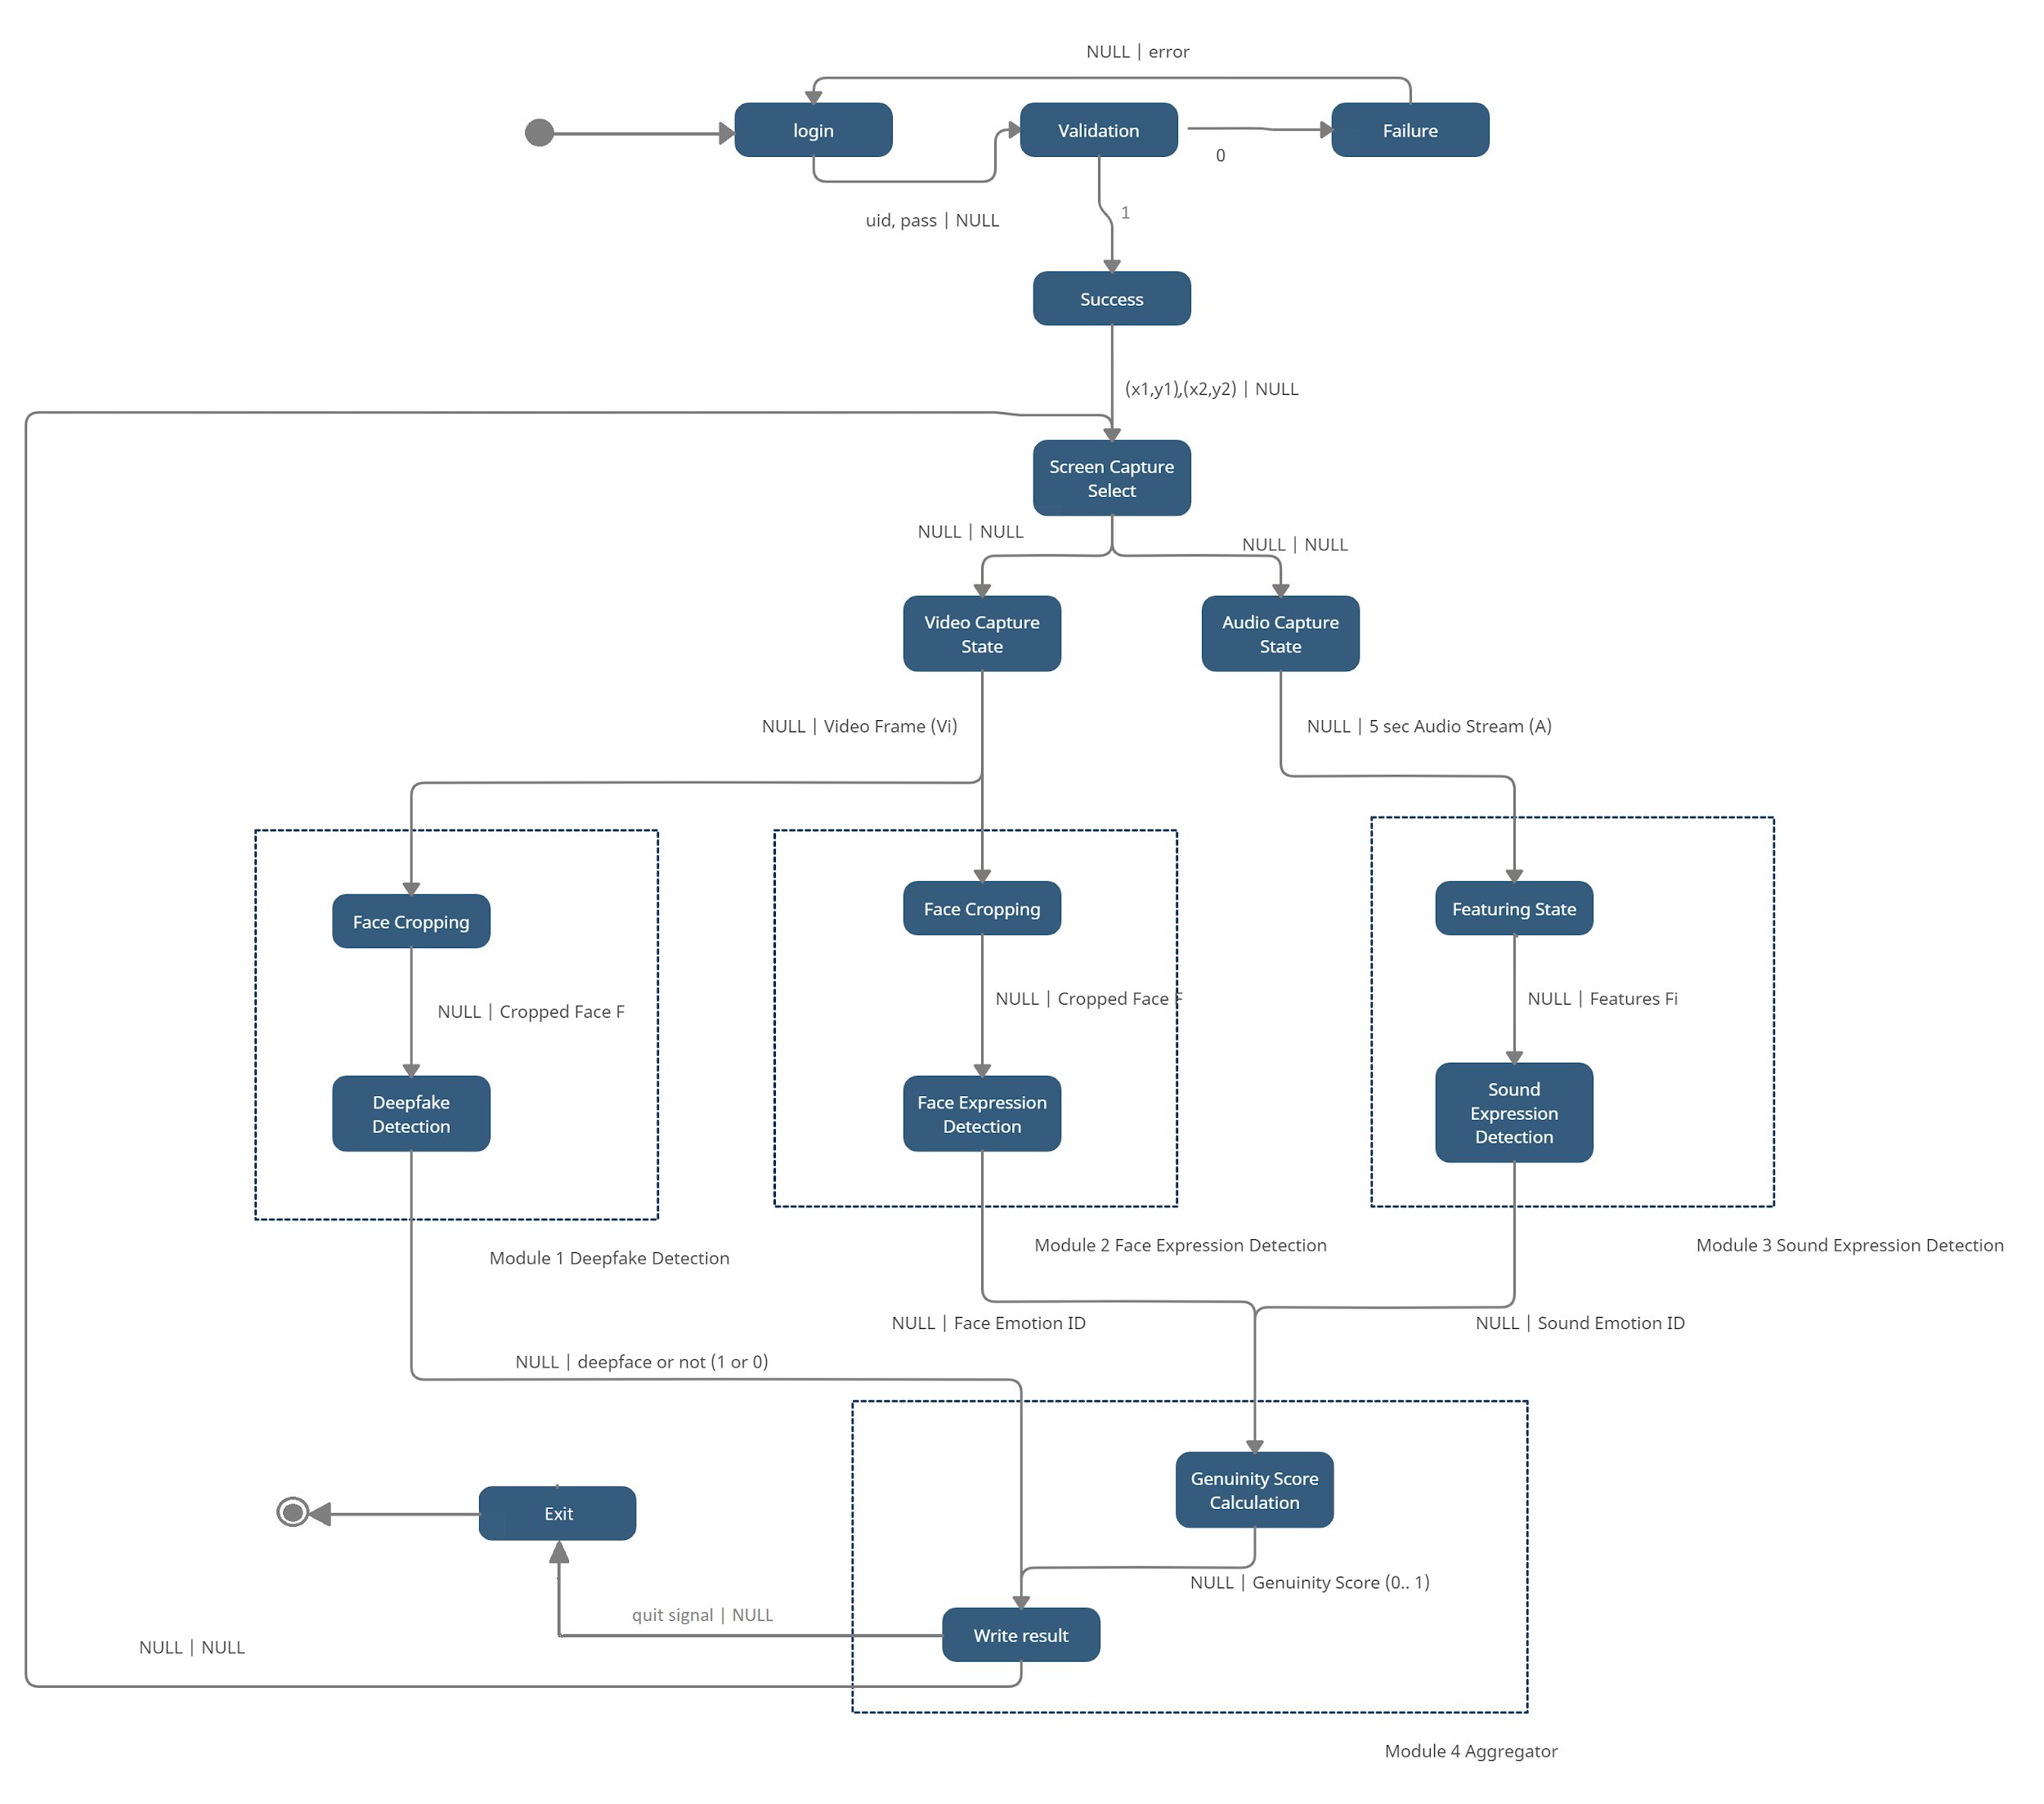 NULL | error
login
Validation
Failure
0
uid, pass | NULL
1
Success
(x1,y1),(x2,y2) | NULL
Screen Capture
Select
NULL | NULL
NULL | NULL
Video Capture
State
Audio Capture
State
NULL | Video Frame (Vi)
NULL | 5 sec Audio Stream (A)
Face Cropping
Face Cropping
Featuring State
NULL | Cropped Face F
NULL | Cropped Face F
NULL | Features Fi
Deepfake
Detection
Face Expression
Detection
Sound
Expression
Detection
Module 1 Deepfake Detection
Module 2 Face Expression Detection
Module 3 Sound Expression Detection
NULL | Face Emotion ID
NULL | Sound Emotion ID
NULL | deepface or not (1 or 0)
Genuinity Score
Calculation
Exit
NULL | Genuinity Score (0.. 1)
quit signal | NULL
Write result
NULL | NULL
Module 4 Aggregator